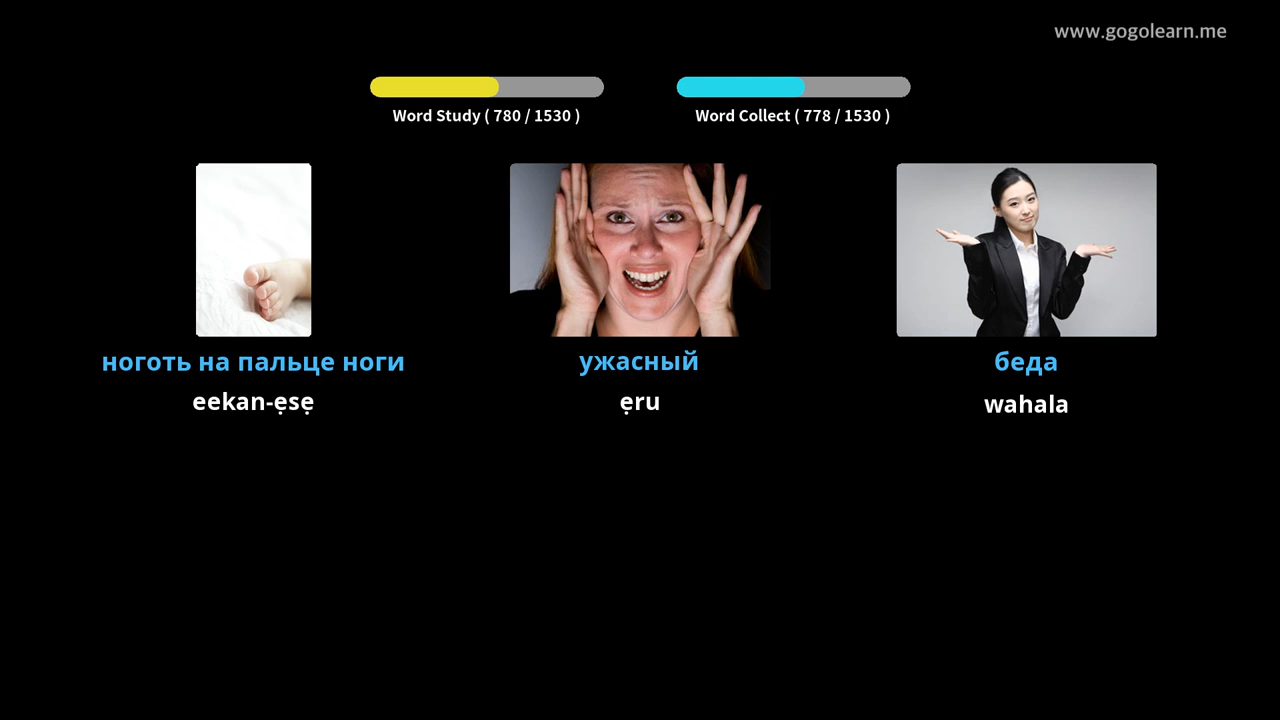 www.gogolearn.me
Word Study ( 780 / 1530 )
Word Collect ( 778 / 1530 )
ноготь на пальце ноги
ужасный
беда
eekan-ẹsẹ
ẹru
wahala